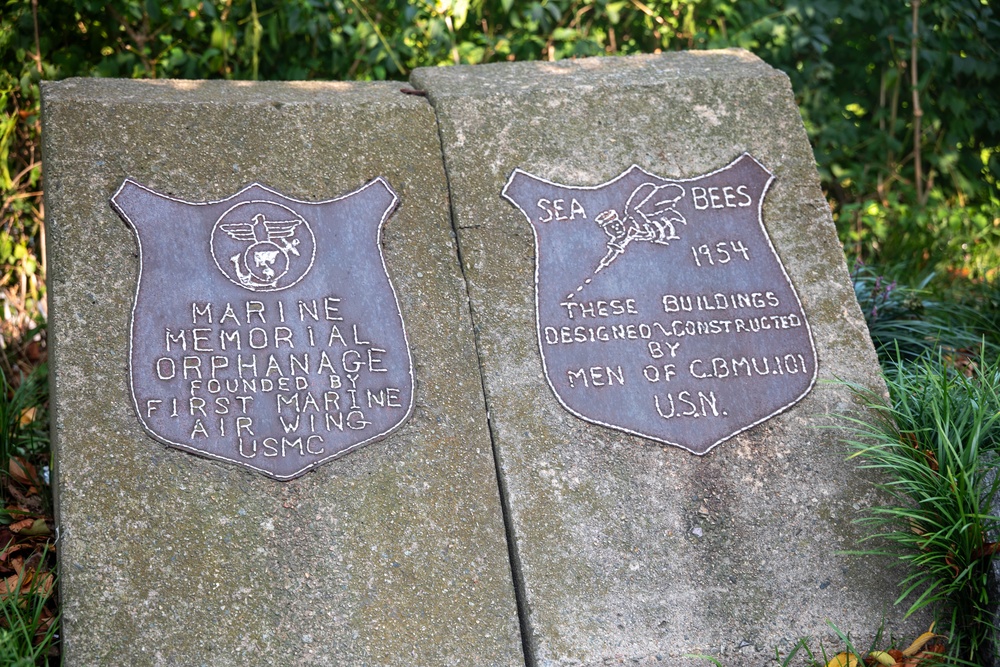 MARINE
MEMORIAL
ORPHANAGE
FOUNDED BY
FIRST MARINE
AIR WING
USMC
SEA BEES
1954
THESE BUILDINGS
DESIGNED & CONSTRUCTED
BY
MEN OF C.B.M.U.101
U.S.N.